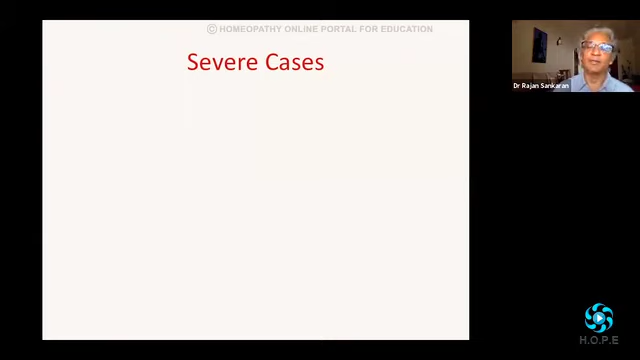 © HOMEOPATHY ONLINE PORTAL FOR EDUCATION
Severe Cases
Dr Rajan Sankaran
H.O.P.E